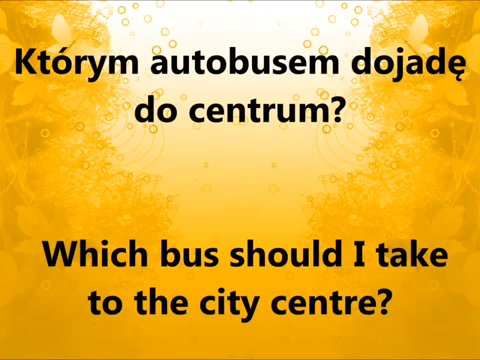 Którym autobusem dojadę
do centrum?
Which bus should I take
to the city centre?